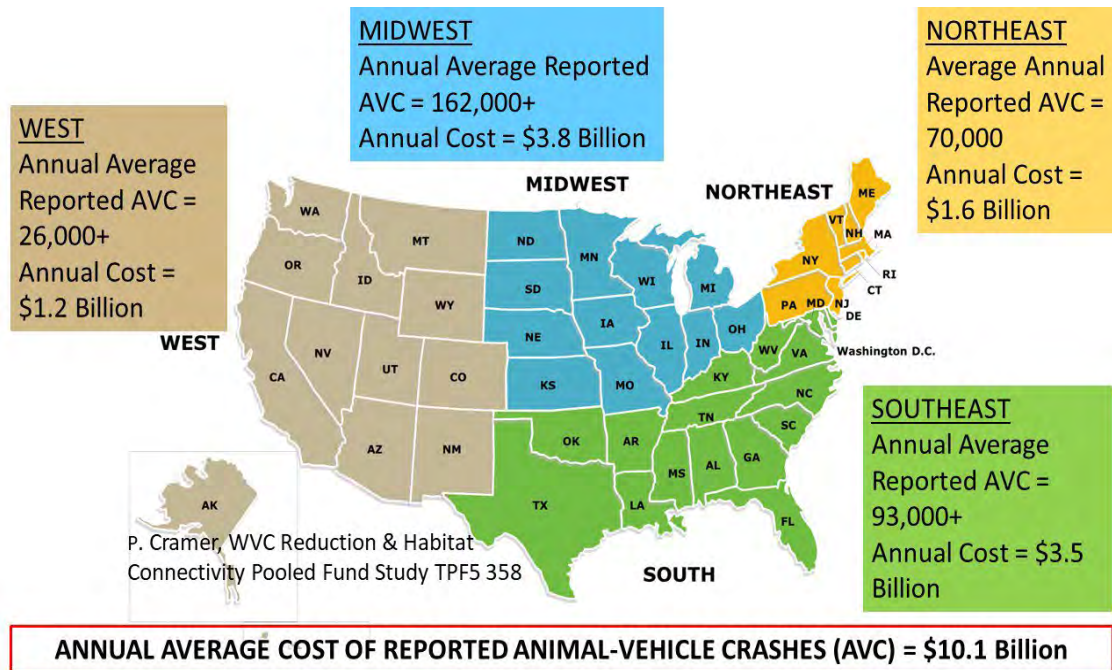 MIDWEST
Annual Average Reported
AVC = 162,000+
Annual Cost = $3.8 Billion
NORTHEAST
Average Annual
Reported AVC =
70,000
Annual Cost =
$1.6 Billion
WEST
Annual Average
Reported AVC =
26,000+
Annual Cost =
$1.2 Billion
MIDWEST
NORTHEAST
WEST
SOUTH
WA
OR
ID
MT
WY
CA
NV
UT
CO
AZ
NM
AK
ND
SD
NE
KS
MN
IA
MO
WI
IL
IN
MI
OH
ME
VT
NH
MA
NY
RI
CT
PA
NJ
MD
DE
Washington D.C.
WV
VA
KY
NC
TN
SC
OK
AR
MS
AL
GA
TX
LA
FL
SOUTHEAST
Annual Average
Reported AVC =
93,000+
Annual Cost = $3.5
Billion
P. Cramer, WVC Reduction & Habitat
Connectivity Pooled Fund Study TPF5 358
ANNUAL AVERAGE COST OF REPORTED ANIMAL-VEHICLE CRASHES (AVC) = $10.1 Billion